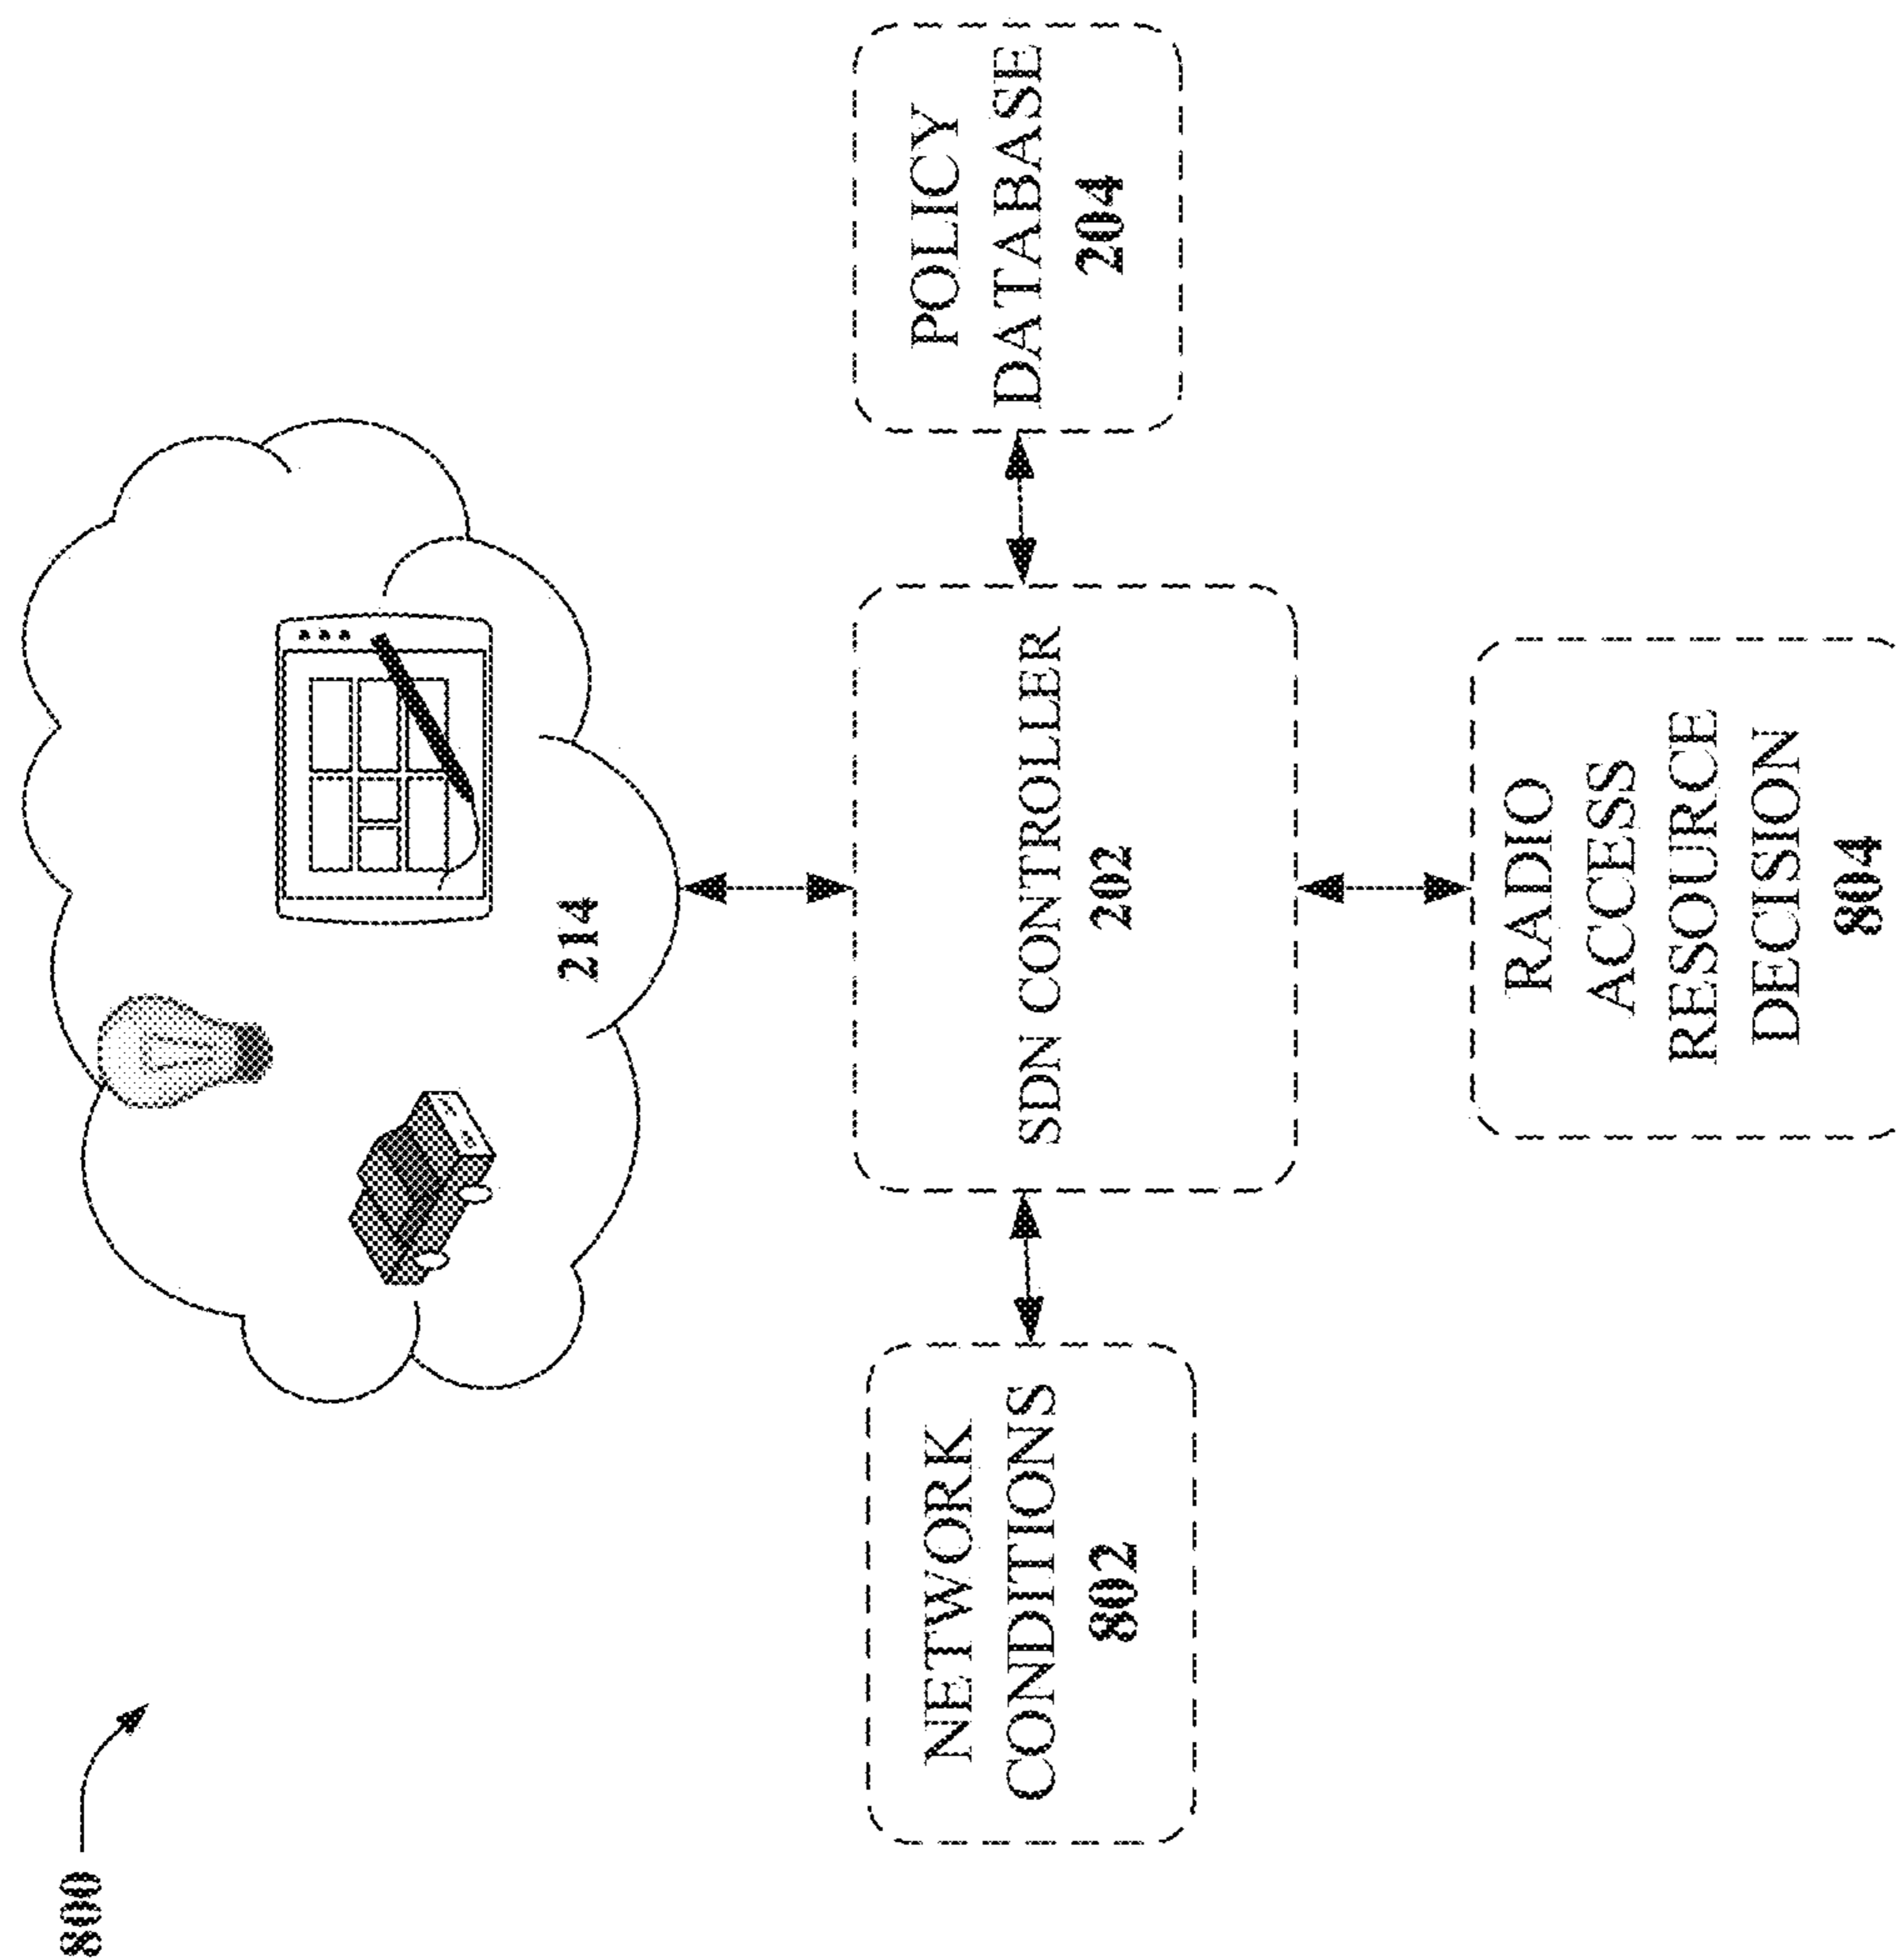 800
214
NETWORK
CONDITIONS
802
SDN CONTROLLER
202
POLICY
DATABASE
204
RADIO
ACCESS
RESOURCE
DECISION
804